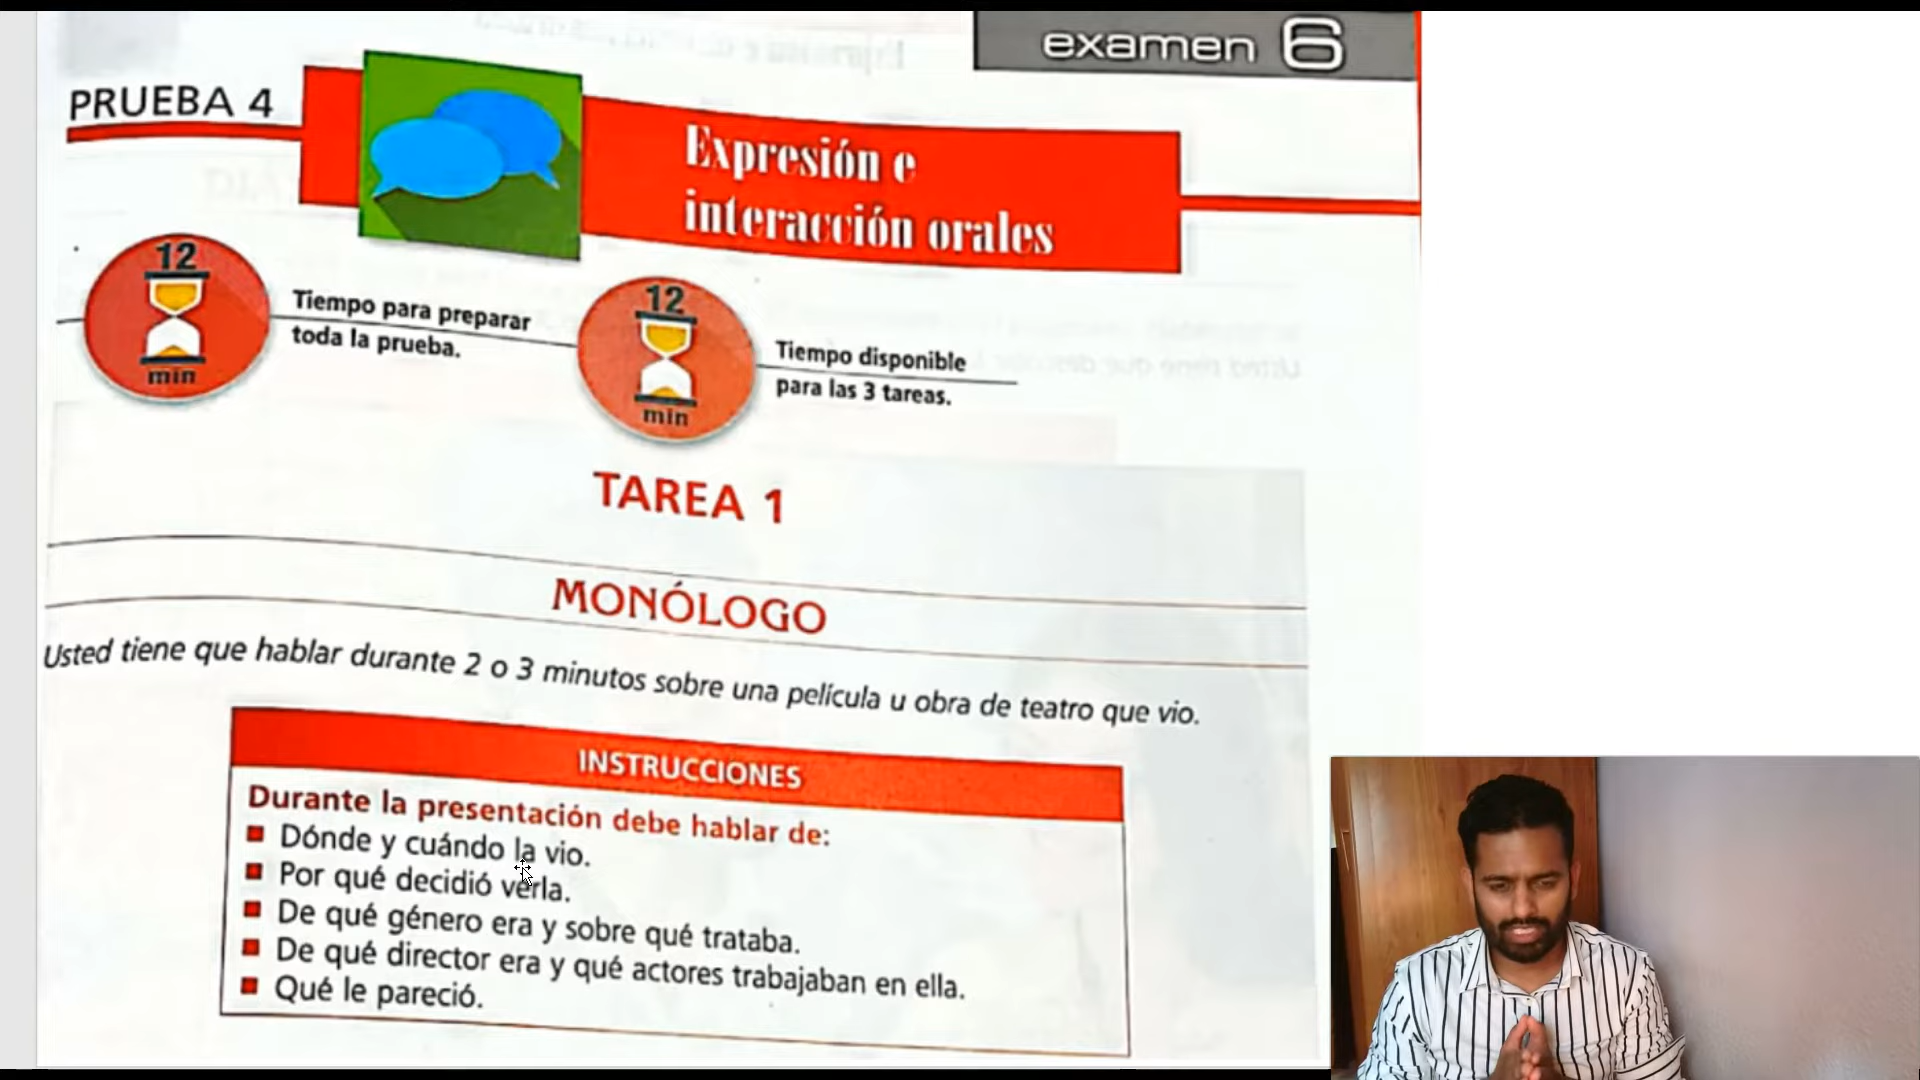 examen 6
PRUEBA 4
Expresión e
interacción orales
12
min
Tiempo para preparar
toda la prueba.
12
min
Tiempo disponible
para las 3 tareas.
TAREA 1
MONÓLOGO
Usted tiene que hablar durante 2 o 3 minutos sobre una película u obra de teatro que vio.
INSTRUCCIONES
Durante la presentación debe hablar de:
Dónde y cuándo la vio.
Por qué decidió verla.
De qué género era y sobre qué trataba.
De qué director era y qué actores trabajaban en ella.
Qué le pareció.